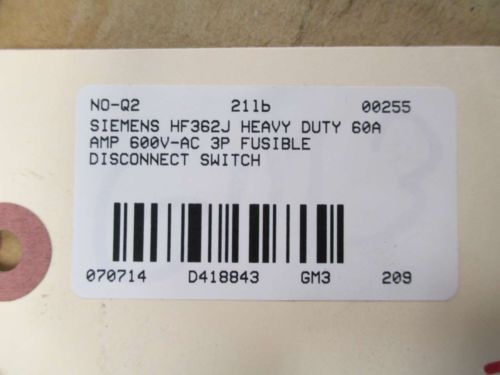 NO-Q2 21lb 00255
SIEMENS HF362J HEAVY DUTY 60A
AMP 600V-AC 3P FUSIBLE
DISCONNECT SWITCH
070714 D418843 GM3 209